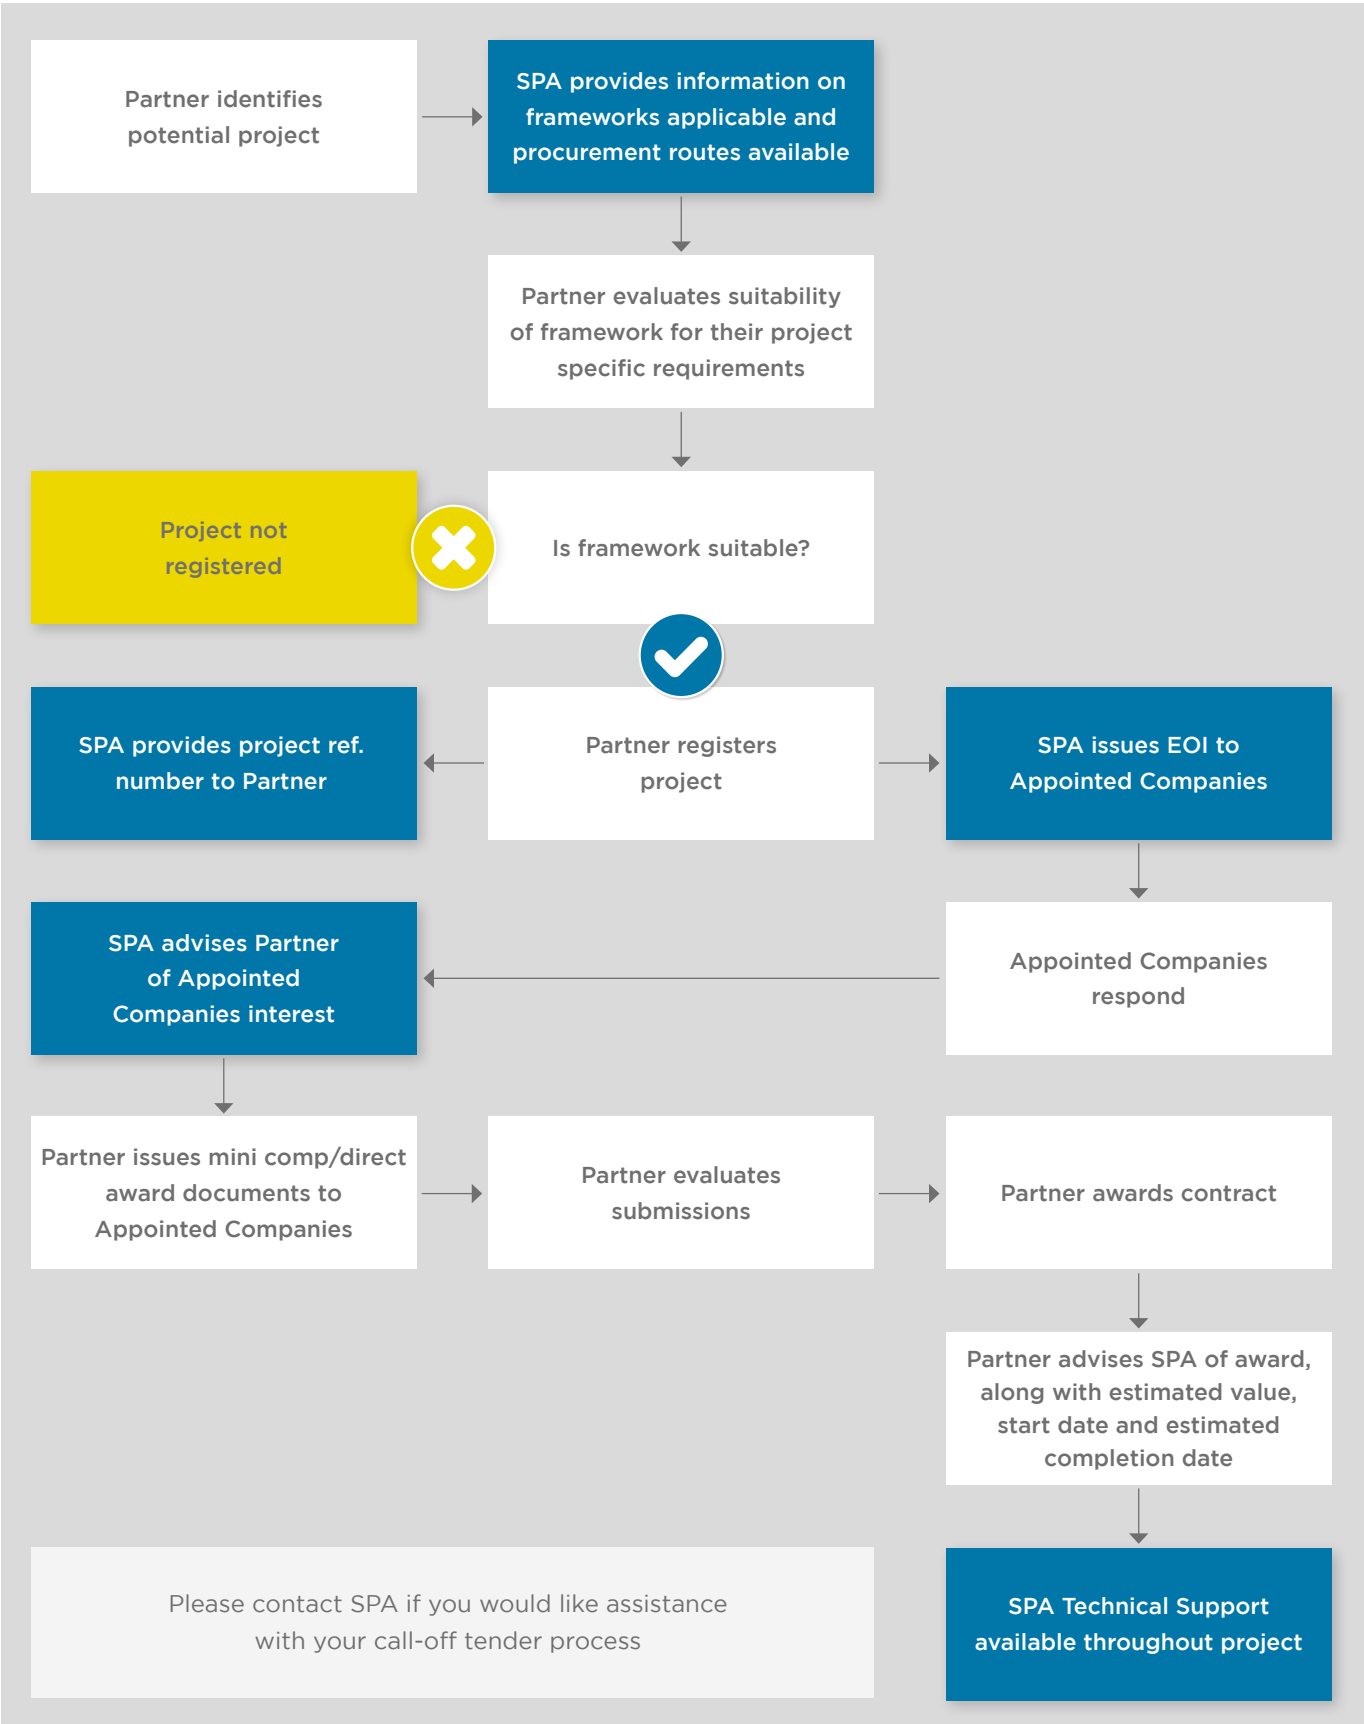 Partner identifies
potential project
SPA provides information on
frameworks applicable and
procurement routes available
Partner evaluates suitability
of framework for their project
specific requirements
Project not
registered
Is framework suitable?
SPA provides project ref.
number to Partner
Partner registers
project
SPA issues EOI to
Appointed Companies
SPA advises Partner
of Appointed
Companies interest
Appointed Companies
respond
Partner issues mini comp/direct
award documents to
Appointed Companies
Partner evaluates
submissions
Partner awards contract
Partner advises SPA of award,
along with estimated value,
start date and estimated
completion date
Please contact SPA if you would like assistance
with your call-off tender process
SPA Technical Support
available throughout project